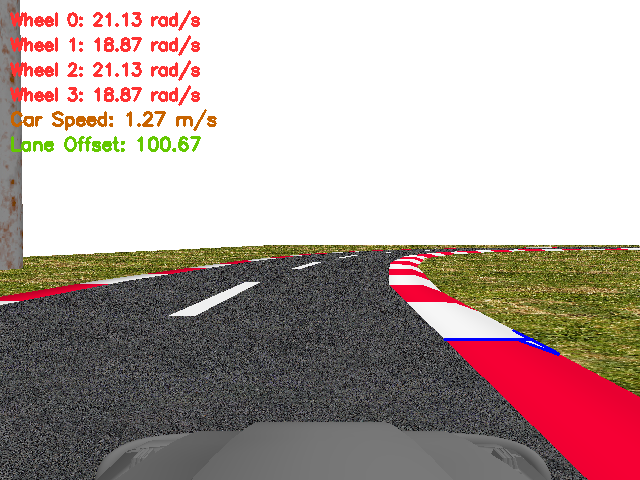 Wheel 0: 21.13 rad/s
Wheel 1: 18.87 rad/s
Wheel 2: 21.13 rad/s
Wheel 3: 18.87 rad/s
Car Speed: 1.27 m/s
Lane Offset: 100.67